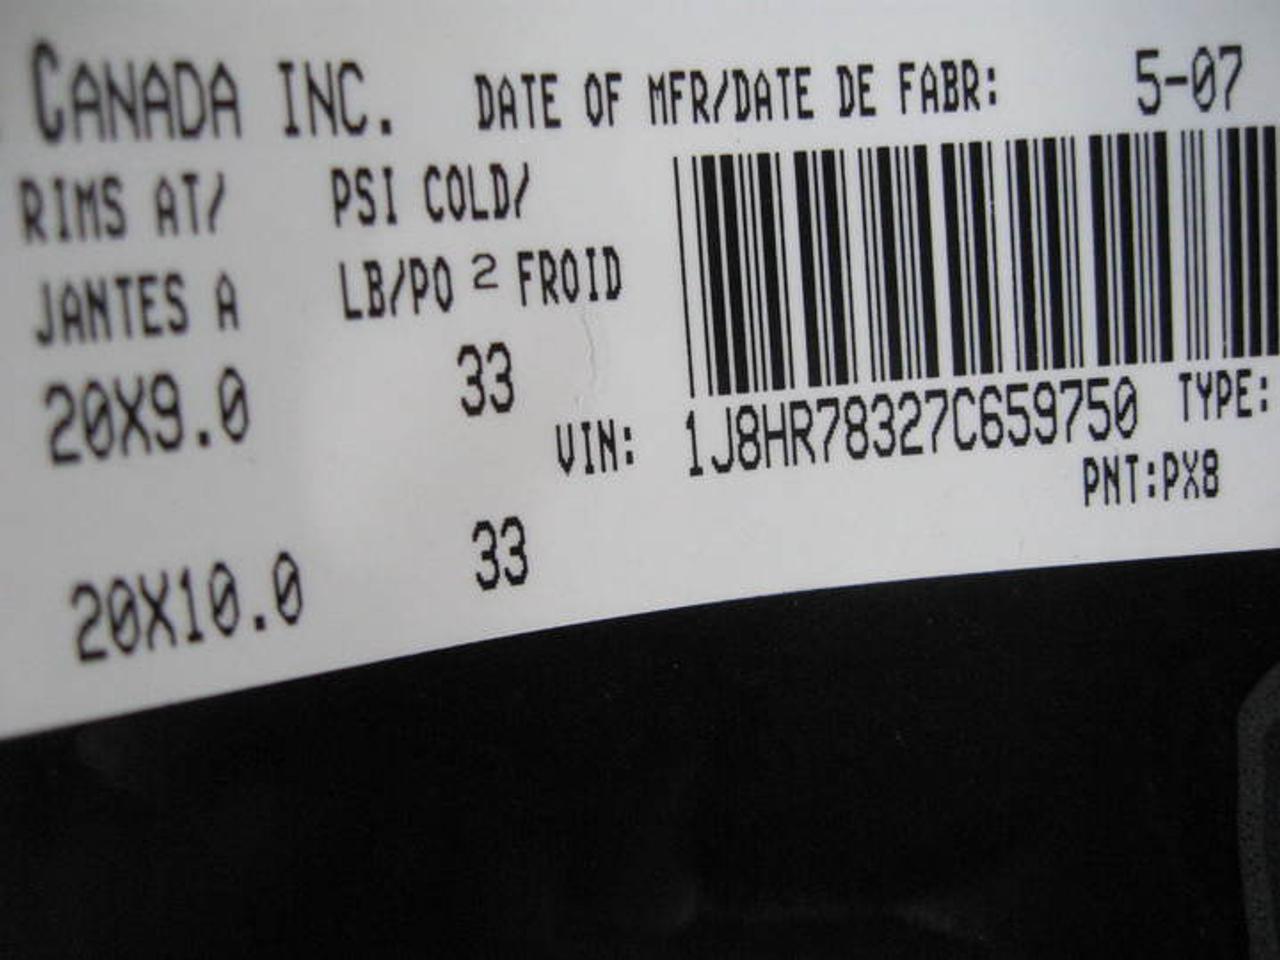 CANADA INC. DATE OF MFR/DATE DE FABR: 5-07
RIMS AT/ PSI COLD/
JANTES A LB/PO 2 FROID
20X9.0 33
VIN: 1J8HR78327C659750 TYPE:
PNT:PX8
20X10.0 33